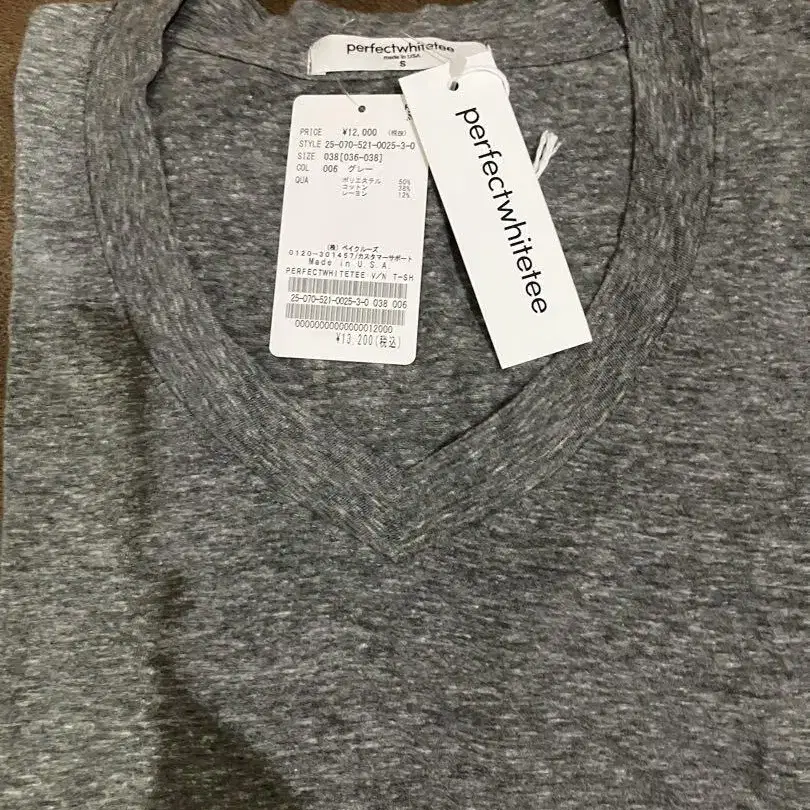 perfectwhitetee
made in USA
S
PRICE ¥12,000 (税抜)
STYLE 25-070-521-0025-3-0
SIZE 038[036-038]
COL 006 グレー
QUA ポリエステル 50%
コットン 38%
レーヨン 12%
(株) ベイクルーズ
0120-301457/カスタマーサポート
Made in U.S.A.
PERFECTWHITETEE V/N T-SH
25-070-521-0025-3-0 038 006
00000000000000012000
¥13,200(税込)
perfectwhitetee